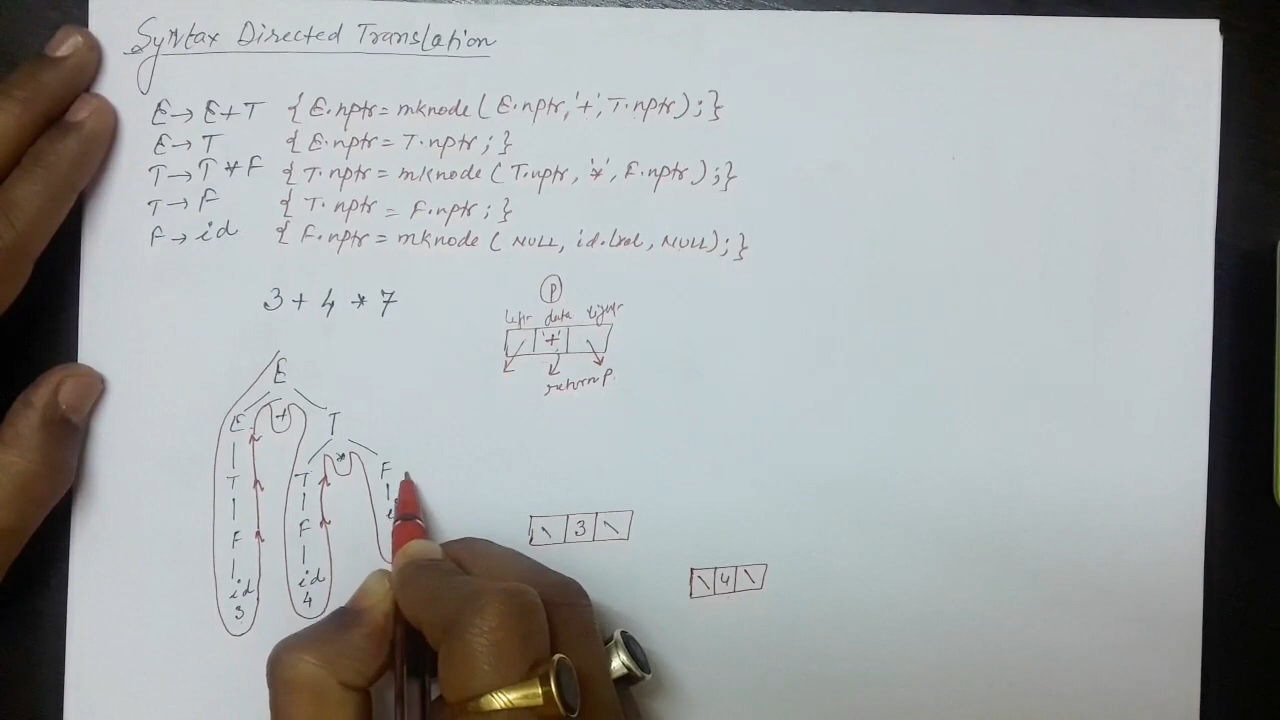 Syntax Directed Translation
E → E + T { E.nptr = mknode ( E.nptr, '+', T.nptr ) ; }
E → T { E.nptr = T.nptr ; }
T → T * F { T.nptr = mknode ( T.nptr, '*', F.nptr ) ; }
T → F { T.nptr = F.nptr ; }
F → id { F.nptr = mknode ( NULL, id.lval, NULL ) ; }
3 + 4 * 7
P
left data right
'+'
return P.
E
E + T
T T * F
F F
id id
3 4
\ 3 \
\ 4 \